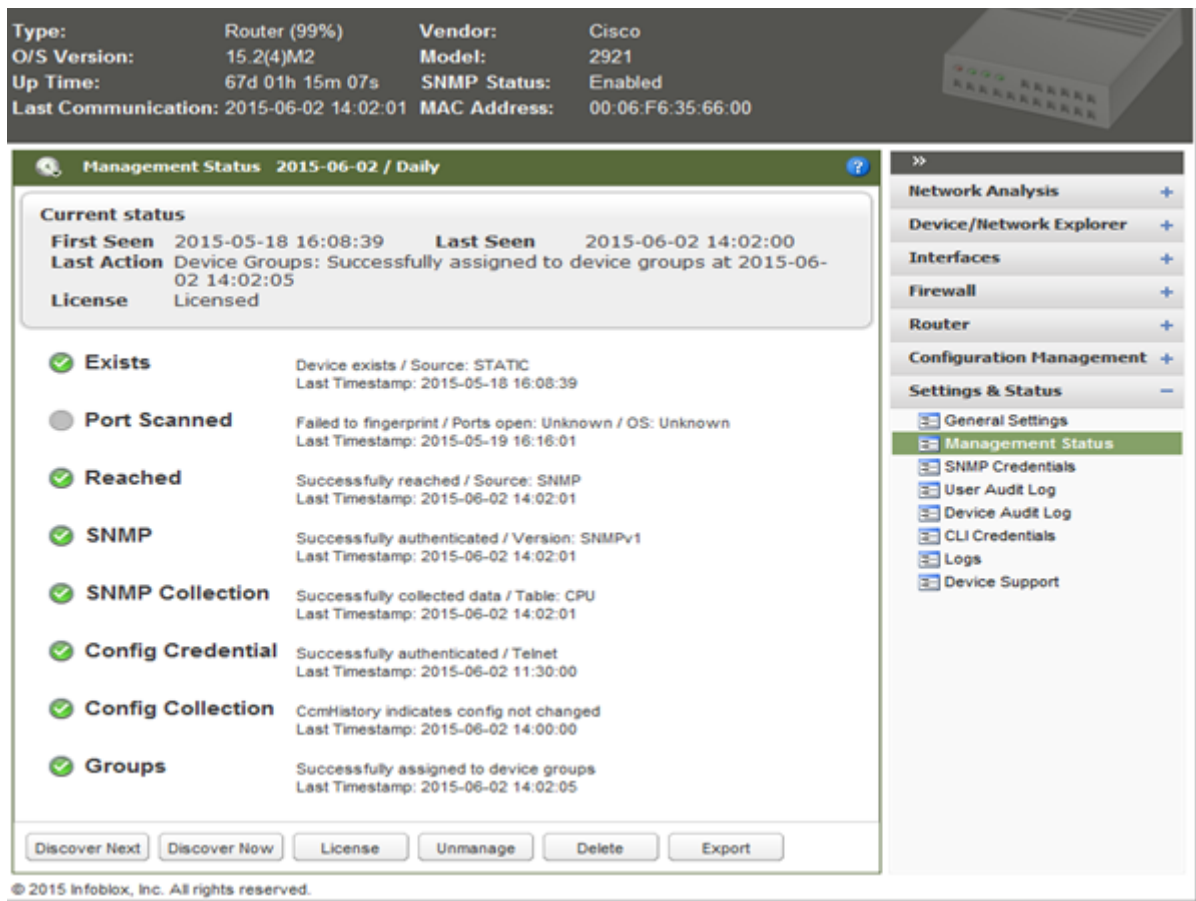 Type: Router (99%) Vendor: Cisco
O/S Version: 15.2(4)M2 Model: 2921
Up Time: 67d 01h 15m 07s SNMP Status: Enabled
Last Communication: 2015-06-02 14:02:01 MAC Address: 00:06:F6:35:66:00
Management Status 2015-06-02 / Daily
?
Current status
First Seen 2015-05-18 16:08:39 Last Seen 2015-06-02 14:02:00
Last Action Device Groups: Successfully assigned to device groups at 2015-06-
02 14:02:05
License Licensed
Exists Device exists / Source: STATIC
Last Timestamp: 2015-05-18 16:08:39
Port Scanned Failed to fingerprint / Ports open: Unknown / OS: Unknown
Last Timestamp: 2015-05-19 16:16:01
Reached Successfully reached / Source: SNMP
Last Timestamp: 2015-06-02 14:02:01
SNMP Successfully authenticated / Version: SNMPv1
Last Timestamp: 2015-06-02 14:02:01
SNMP Collection Successfully collected data / Table: CPU
Last Timestamp: 2015-06-02 14:02:01
Config Credential Successfully authenticated / Telnet
Last Timestamp: 2015-06-02 11:30:00
Config Collection CcmHistory indicates config not changed
Last Timestamp: 2015-06-02 14:00:00
Groups Successfully assigned to device groups
Last Timestamp: 2015-06-02 14:02:05
Discover Next Discover Now License Unmanage Delete Export
»
Network Analysis +
Device/Network Explorer +
Interfaces +
Firewall +
Router +
Configuration Management +
Settings & Status −
General Settings
Management Status
SNMP Credentials
User Audit Log
Device Audit Log
CLI Credentials
Logs
Device Support
© 2015 Infoblox, Inc. All rights reserved.